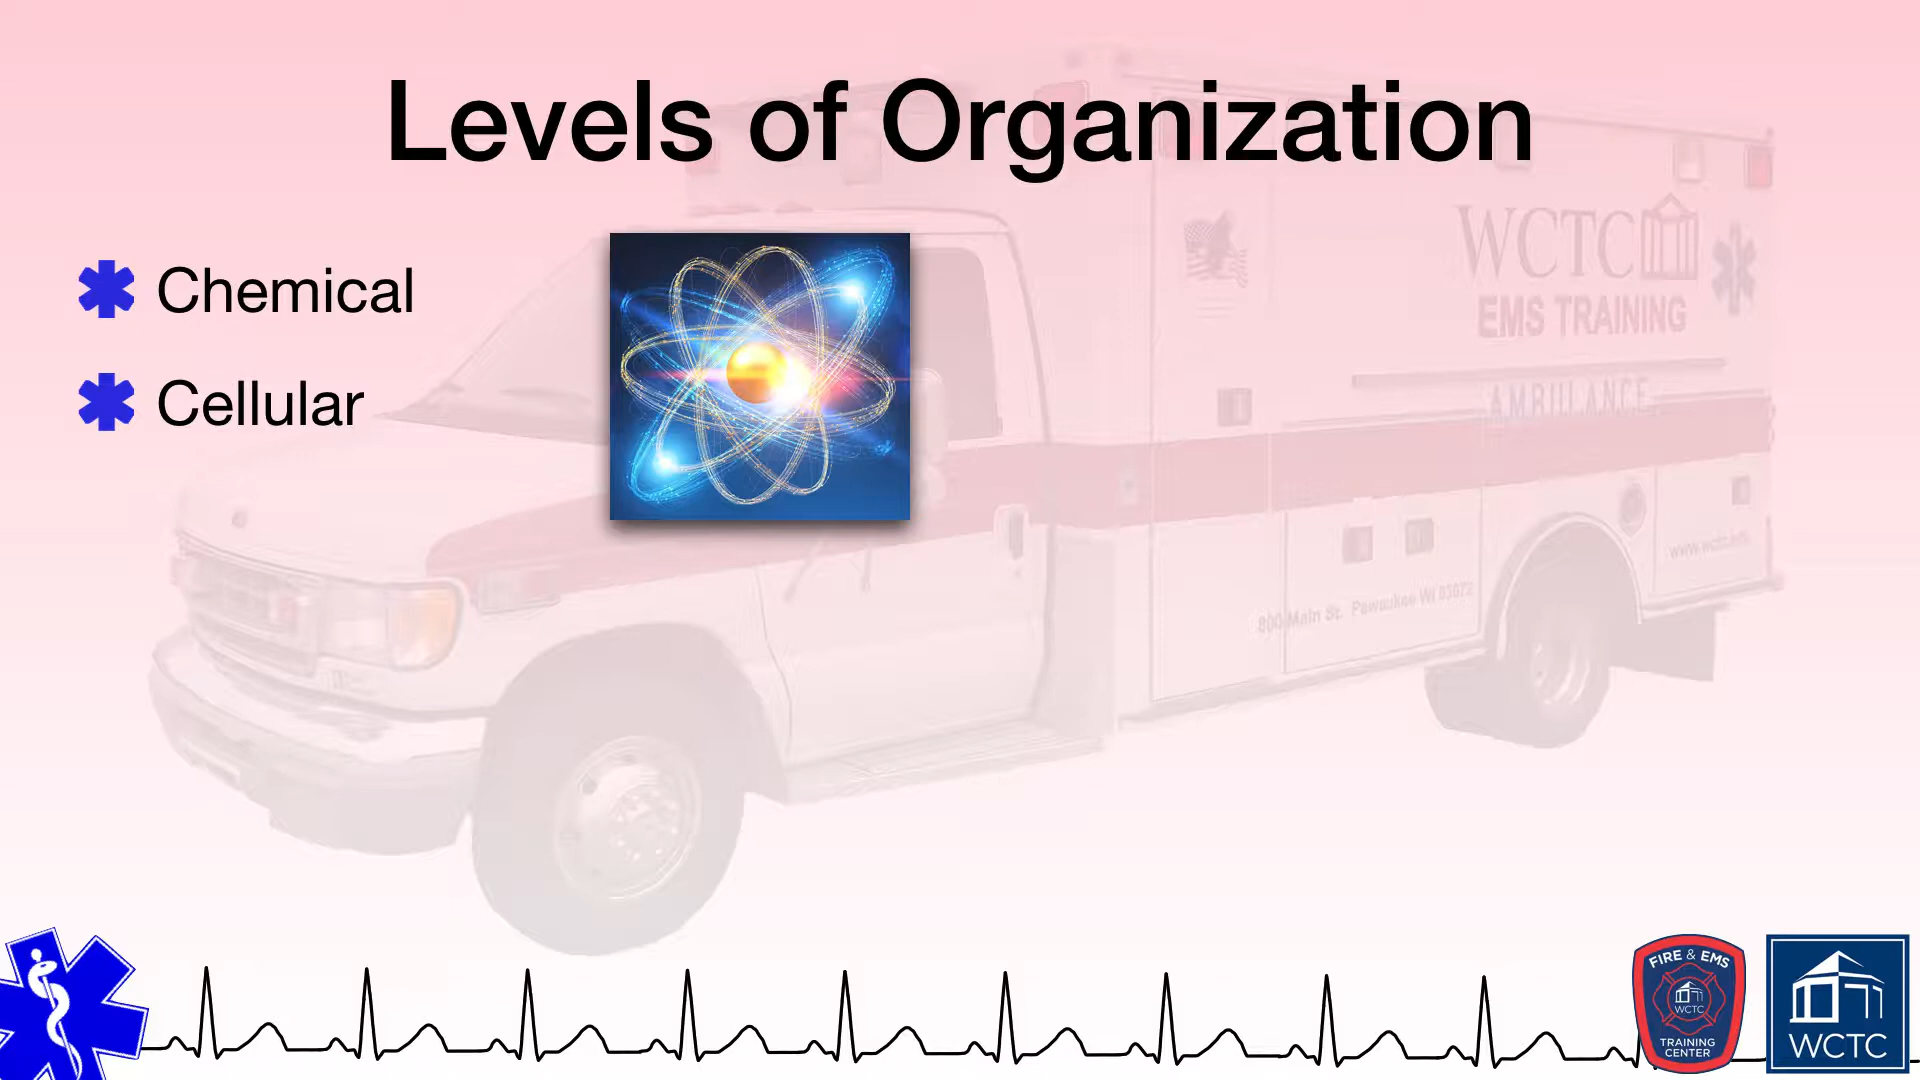 Levels of Organization
Chemical
Cellular
WCTC
EMS TRAINING
AMBULANCE
800 Main St. Pewaukee WI 53072
FIRE & EMS
WCTC
TRAINING
CENTER
WCTC